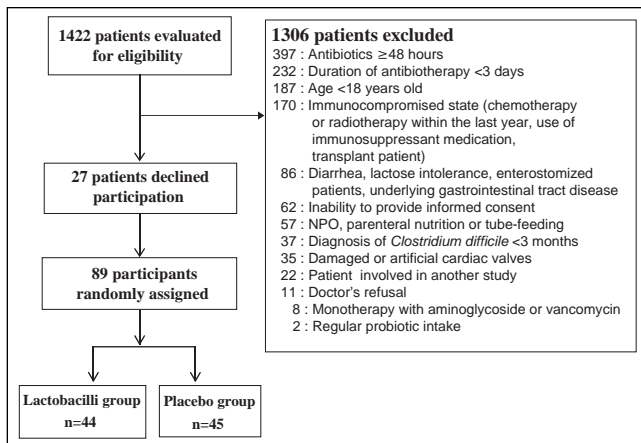 1422 patients evaluated
for eligibility
1306 patients excluded
397 : Antibiotics ≥48 hours
232 : Duration of antibiotherapy <3 days
187 : Age <18 years old
170 : Immunocompromised state (chemotherapy
or radiotherapy within the last year, use of
immunosuppressant medication,
transplant patient)
86 : Diarrhea, lactose intolerance, enterostomized
patients, underlying gastrointestinal tract disease
62 : Inability to provide informed consent
57 : NPO, parenteral nutrition or tube-feeding
37 : Diagnosis of Clostridium difficile <3 months
35 : Damaged or artificial cardiac valves
22 : Patient involved in another study
11 : Doctor's refusal
8 : Monotherapy with aminoglycoside or vancomycin
2 : Regular probiotic intake
27 patients declined
participation
89 participants
randomly assigned
Lactobacilli group
n=44
Placebo group
n=45